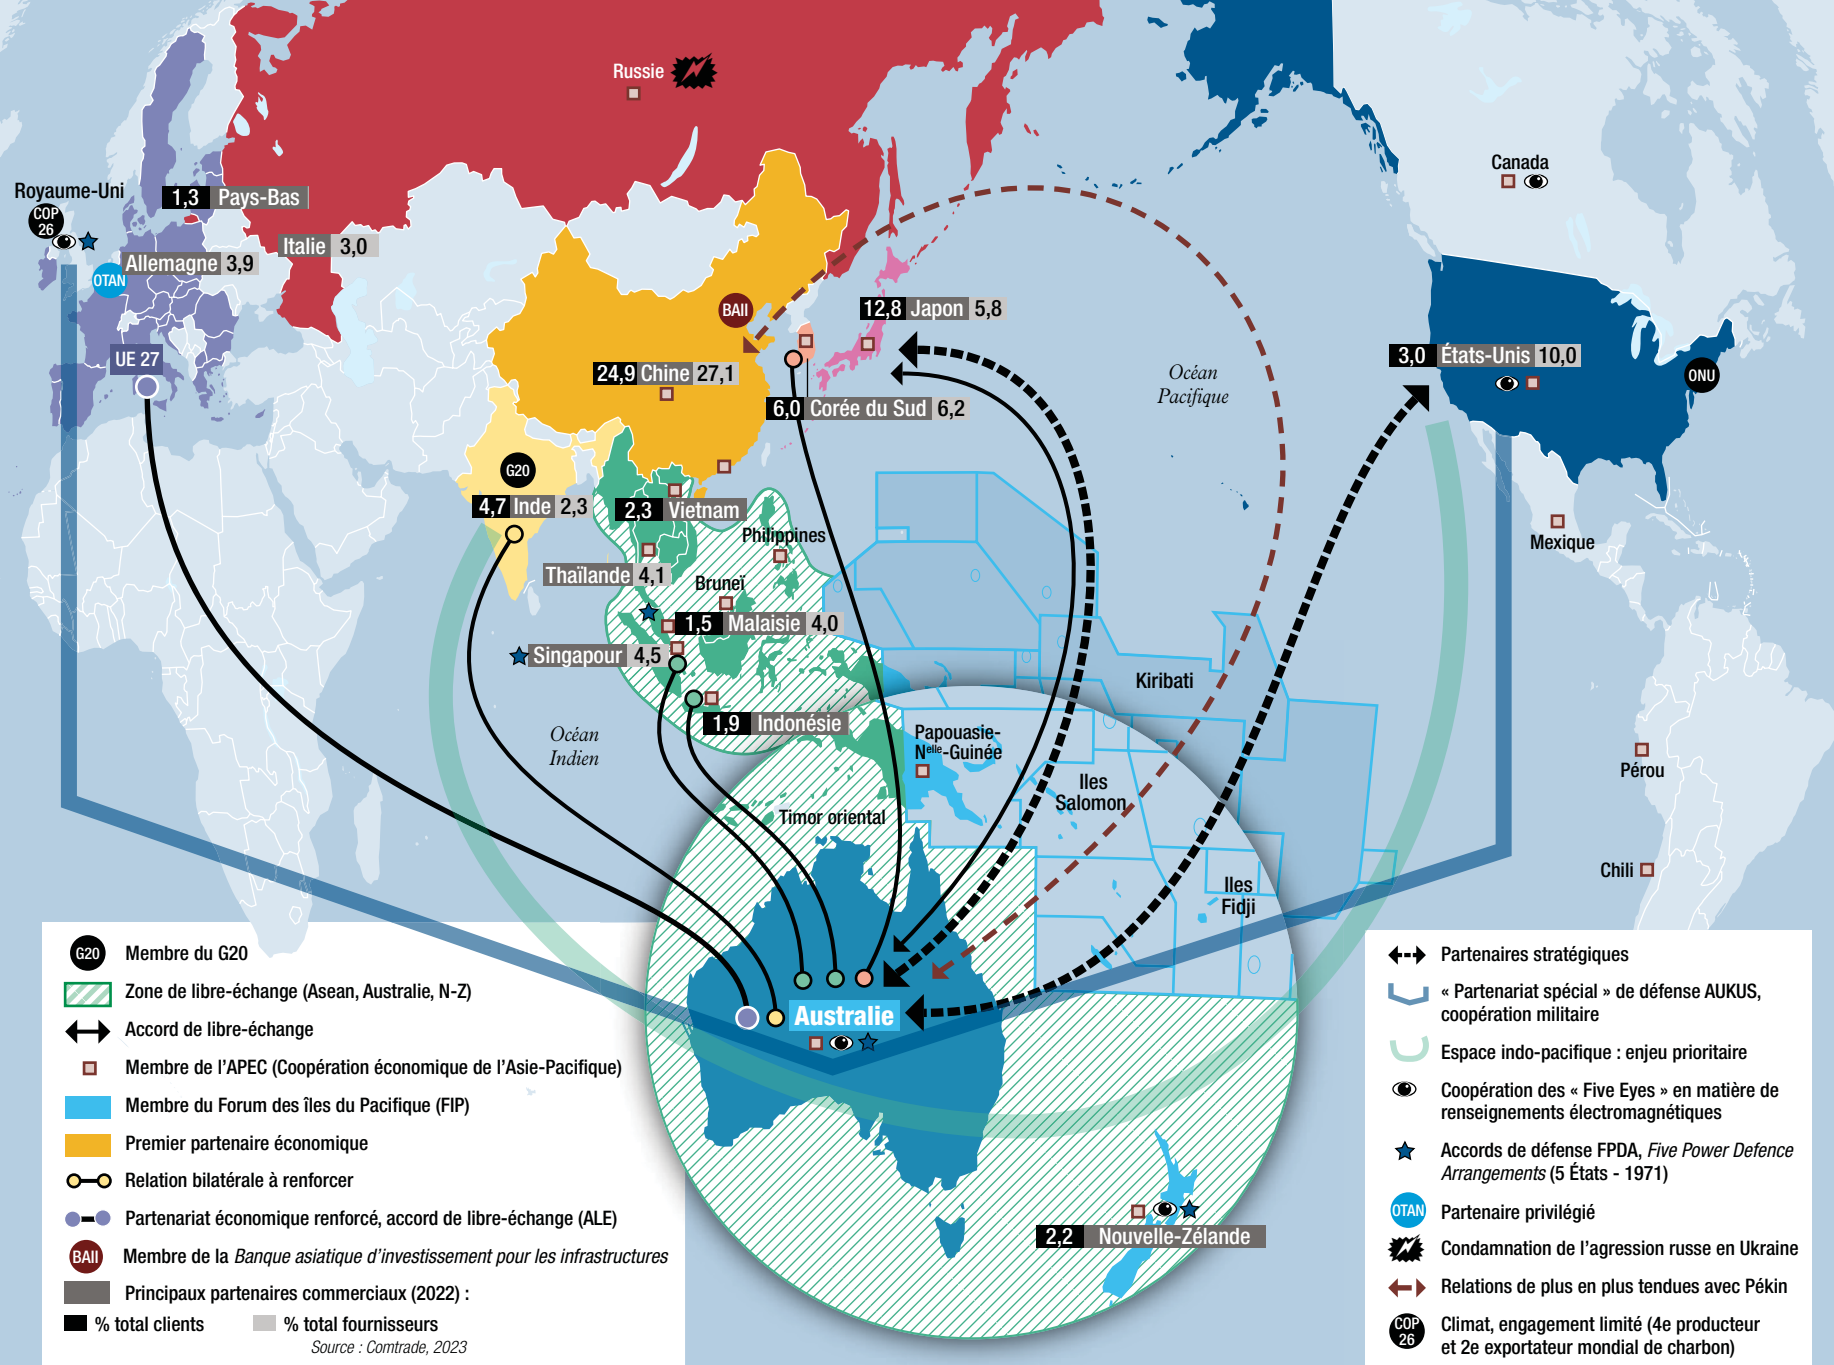 Russie
Canada
Royaume-Uni
COP
26
1,3 Pays-Bas
Italie 3,0
Allemagne 3,9
OTAN
UE 27
BAII
12,8 Japon 5,8
24,9 Chine 27,1
6,0 Corée du Sud 6,2
Océan
Pacifique
3,0 États-Unis 10,0
ONU
G20
4,7 Inde 2,3
2,3 Vietnam
Philippines
Mexique
Thaïlande 4,1
Bruneï
1,5 Malaisie 4,0
Singapour 4,5
Kiribati
1,9 Indonésie
Océan
Indien
Papouasie-
Nelle-Guinée
Iles
Salomon
Pérou
Timor oriental
Chili
Iles
Fidji
Australie
2,2 Nouvelle-Zélande
G20 Membre du G20
Zone de libre-échange (Asean, Australie, N-Z)
Accord de libre-échange
Membre de l'APEC (Coopération économique de l'Asie-Pacifique)
Membre du Forum des îles du Pacifique (FIP)
Premier partenaire économique
Relation bilatérale à renforcer
Partenariat économique renforcé, accord de libre-échange (ALE)
BAII Membre de la Banque asiatique d'investissement pour les infrastructures
Principaux partenaires commerciaux (2022) :
% total clients % total fournisseurs
Source : Comtrade, 2023
Partenaires stratégiques
« Partenariat spécial » de défense AUKUS,
coopération militaire
Espace indo-pacifique : enjeu prioritaire
Coopération des « Five Eyes » en matière de
renseignements électromagnétiques
Accords de défense FPDA, Five Power Defence
Arrangements (5 États - 1971)
OTAN Partenaire privilégié
Condamnation de l'agression russe en Ukraine
Relations de plus en plus tendues avec Pékin
COP
26
Climat, engagement limité (4e producteur
et 2e exportateur mondial de charbon)